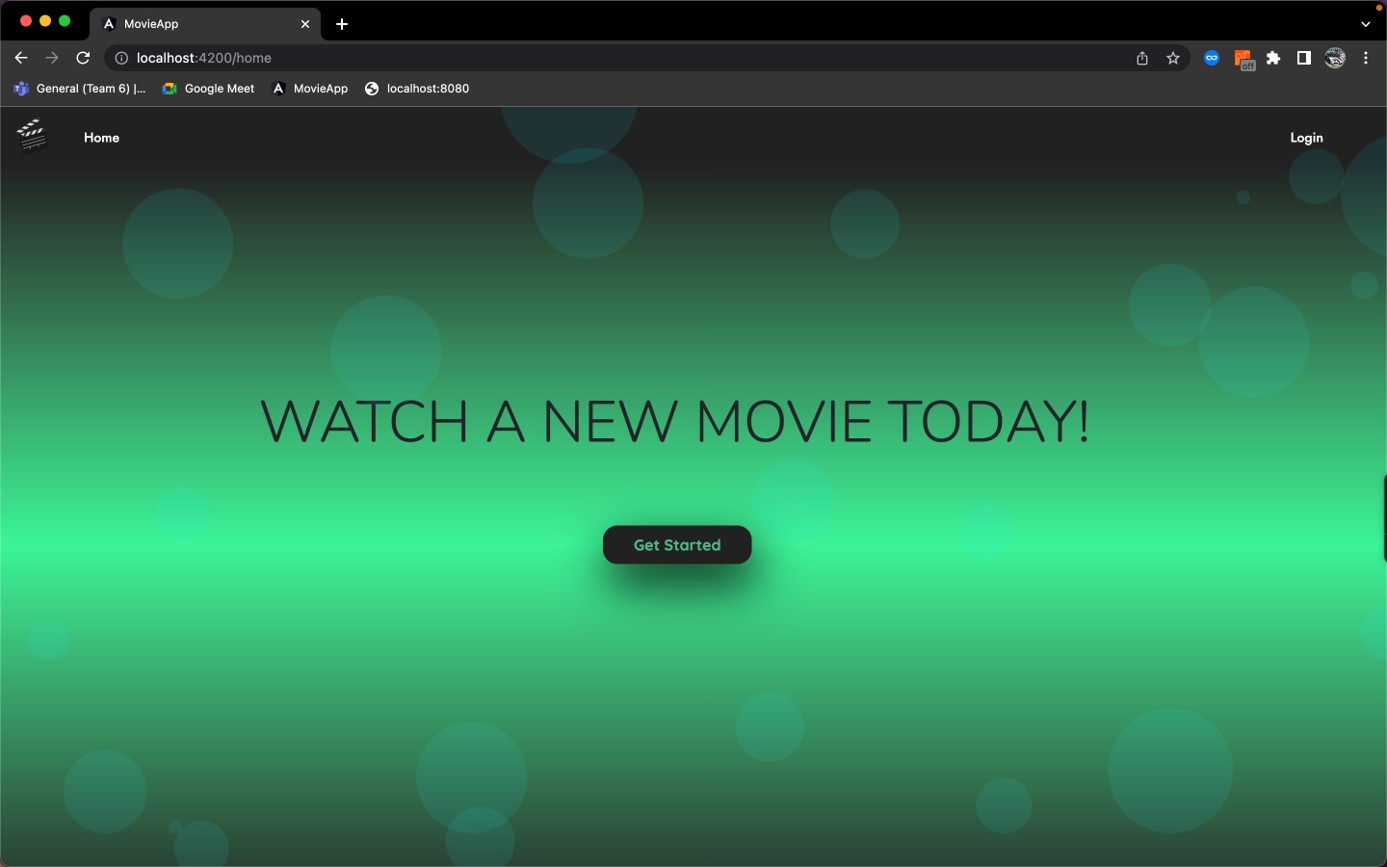 MovieApp
localhost:4200/home
off
General (Team 6) |... Google Meet MovieApp localhost:8080
Home Login
WATCH A NEW MOVIE TODAY!
Get Started